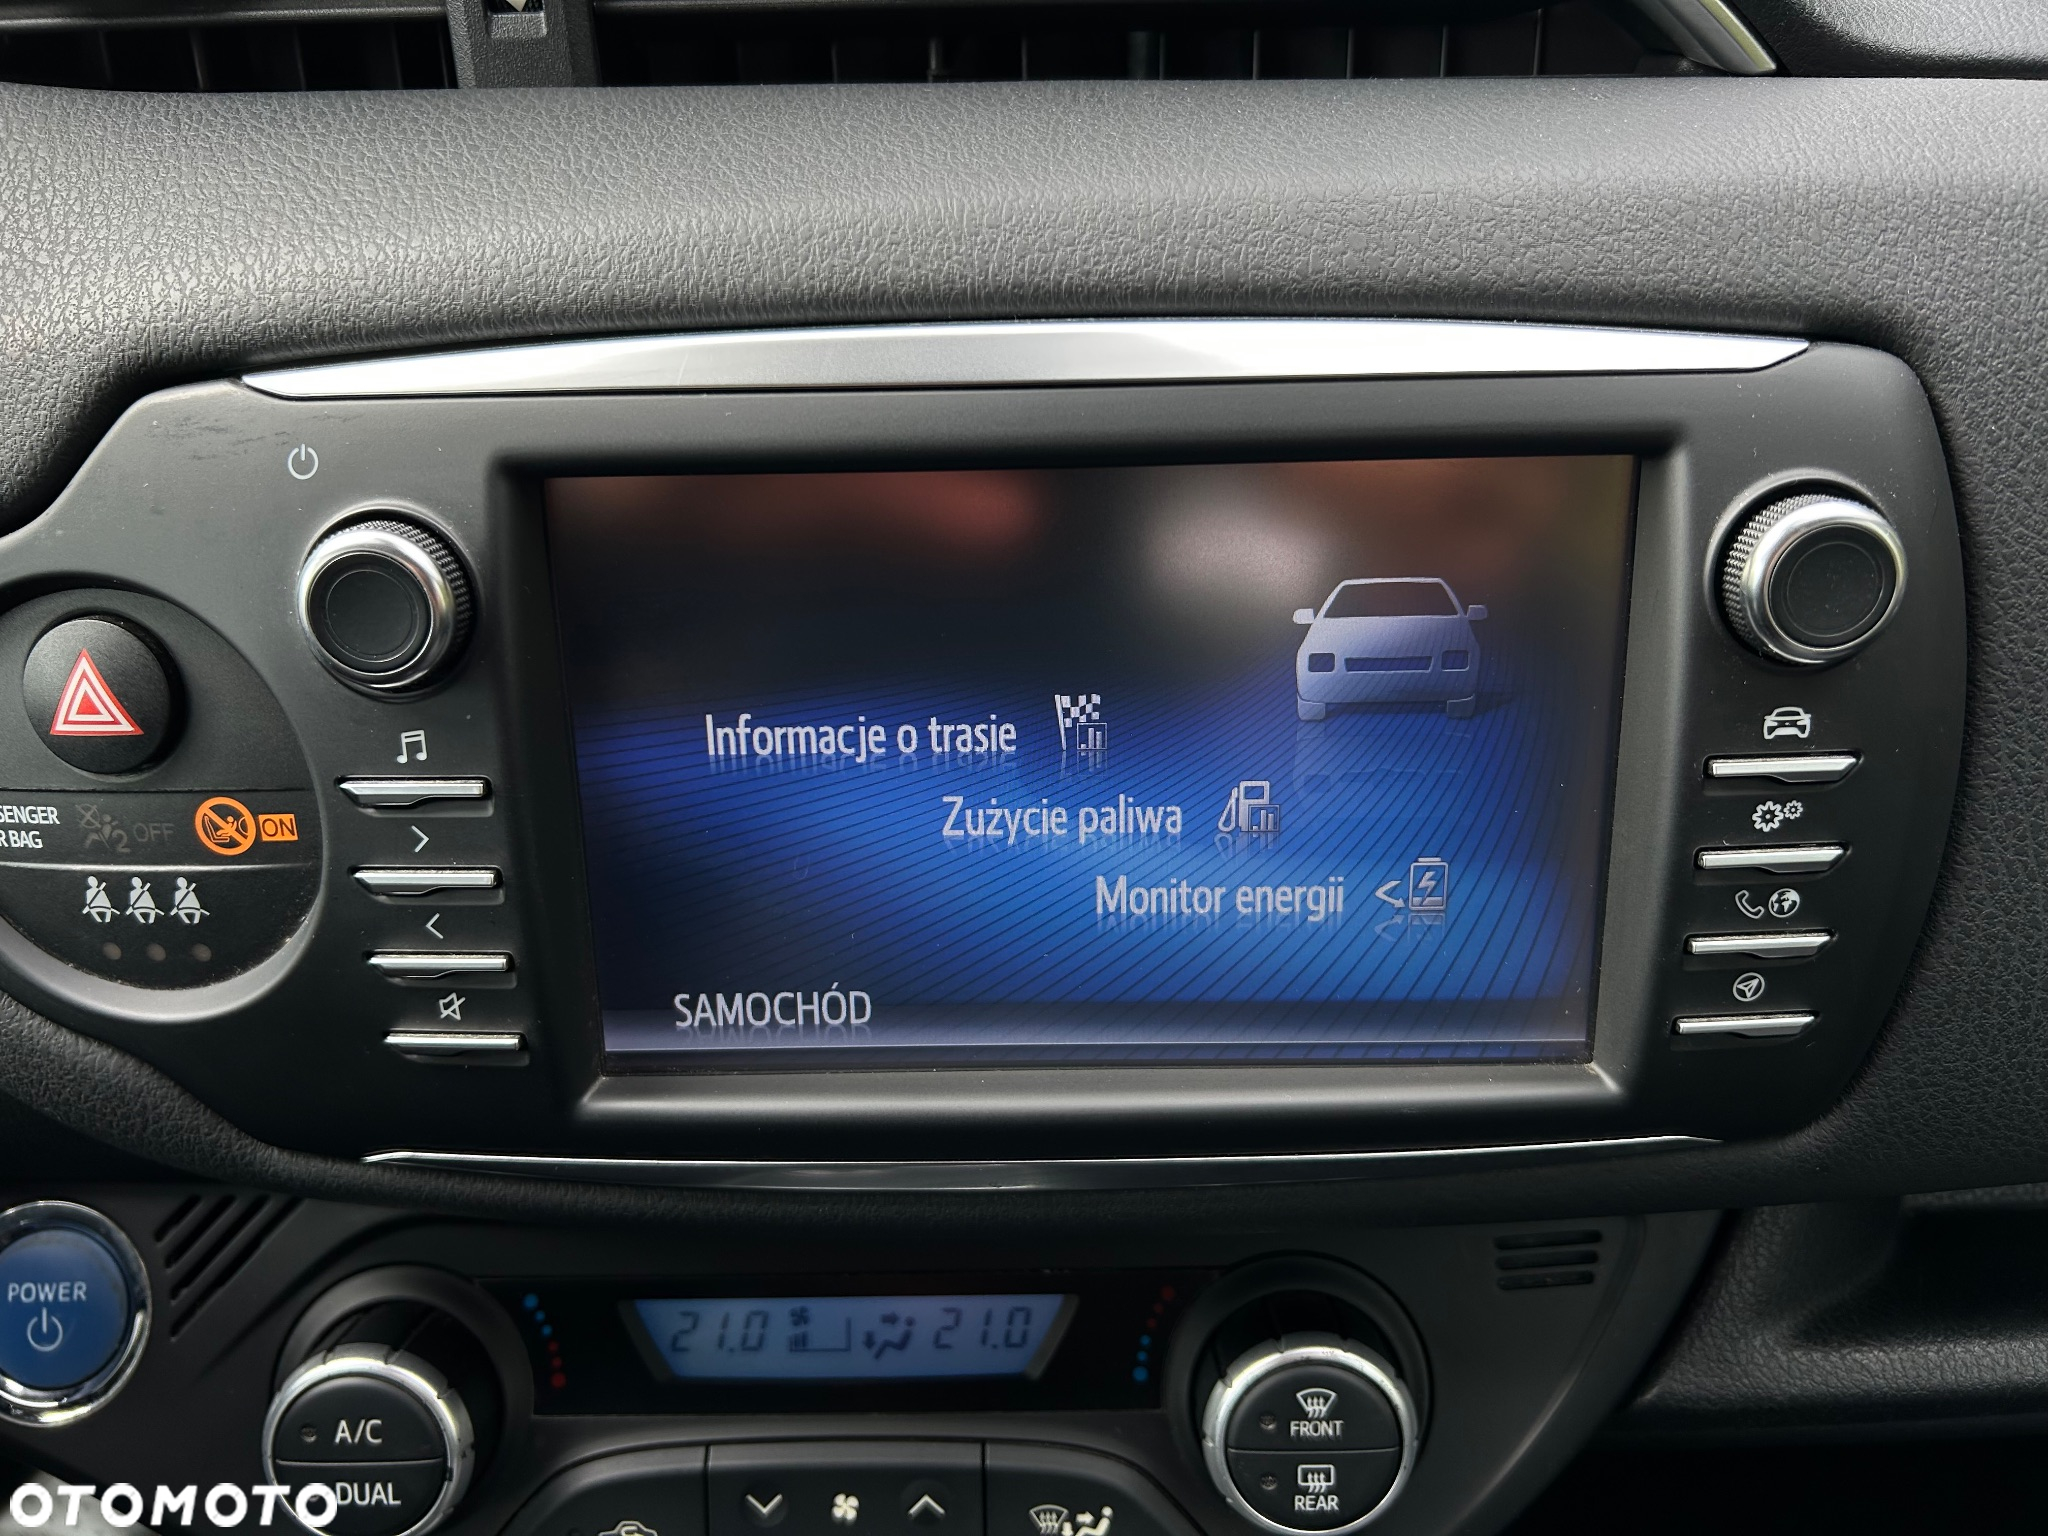 Informacje o trasie
Zużycie paliwa
Monitor energii
SAMOCHÓD
SENGER
R BAG
2 OFF
ON
POWER
21.0
21.0
A/C
DUAL
FRONT
REAR
OTOMOTO